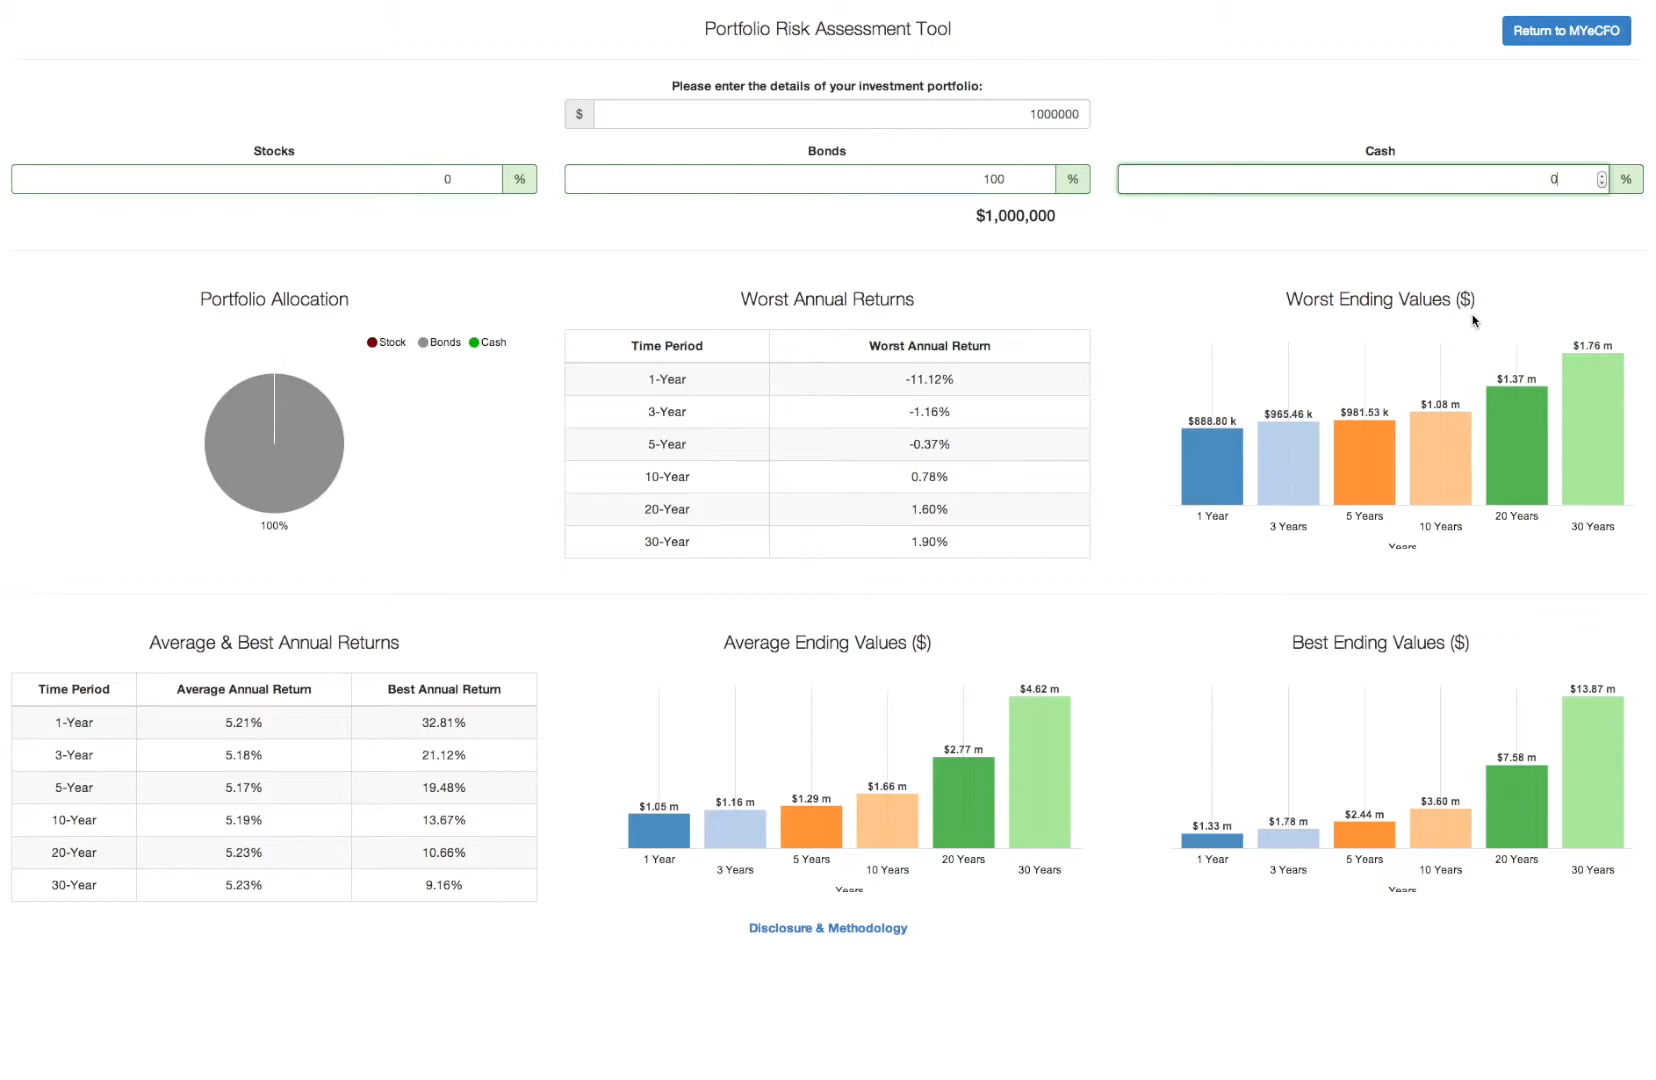 Portfolio Risk Assessment Tool
Return to MYeCFO
Please enter the details of your investment portfolio:
$ 1000000
Stocks Bonds Cash
0 % 100 % 0 %
$1,000,000
Portfolio Allocation
Stock Bonds Cash
100%
Worst Annual Returns
Time Period Worst Annual Return
1-Year -11.12%
3-Year -1.16%
5-Year -0.37%
10-Year 0.78%
20-Year 1.60%
30-Year 1.90%
Worst Ending Values ($)
$888.80 k $965.46 k $981.53 k $1.08 m $1.37 m $1.76 m
1 Year 3 Years 5 Years 10 Years 20 Years 30 Years
Years
Average & Best Annual Returns
Time Period Average Annual Return Best Annual Return
1-Year 5.21% 32.81%
3-Year 5.18% 21.12%
5-Year 5.17% 19.48%
10-Year 5.19% 13.67%
20-Year 5.23% 10.66%
30-Year 5.23% 9.16%
Average Ending Values ($)
$1.05 m $1.16 m $1.29 m $1.66 m $2.77 m $4.62 m
1 Year 3 Years 5 Years 10 Years 20 Years 30 Years
Years
Best Ending Values ($)
$1.33 m $1.78 m $2.44 m $3.60 m $7.58 m $13.87 m
1 Year 3 Years 5 Years 10 Years 20 Years 30 Years
Years
Disclosure & Methodology